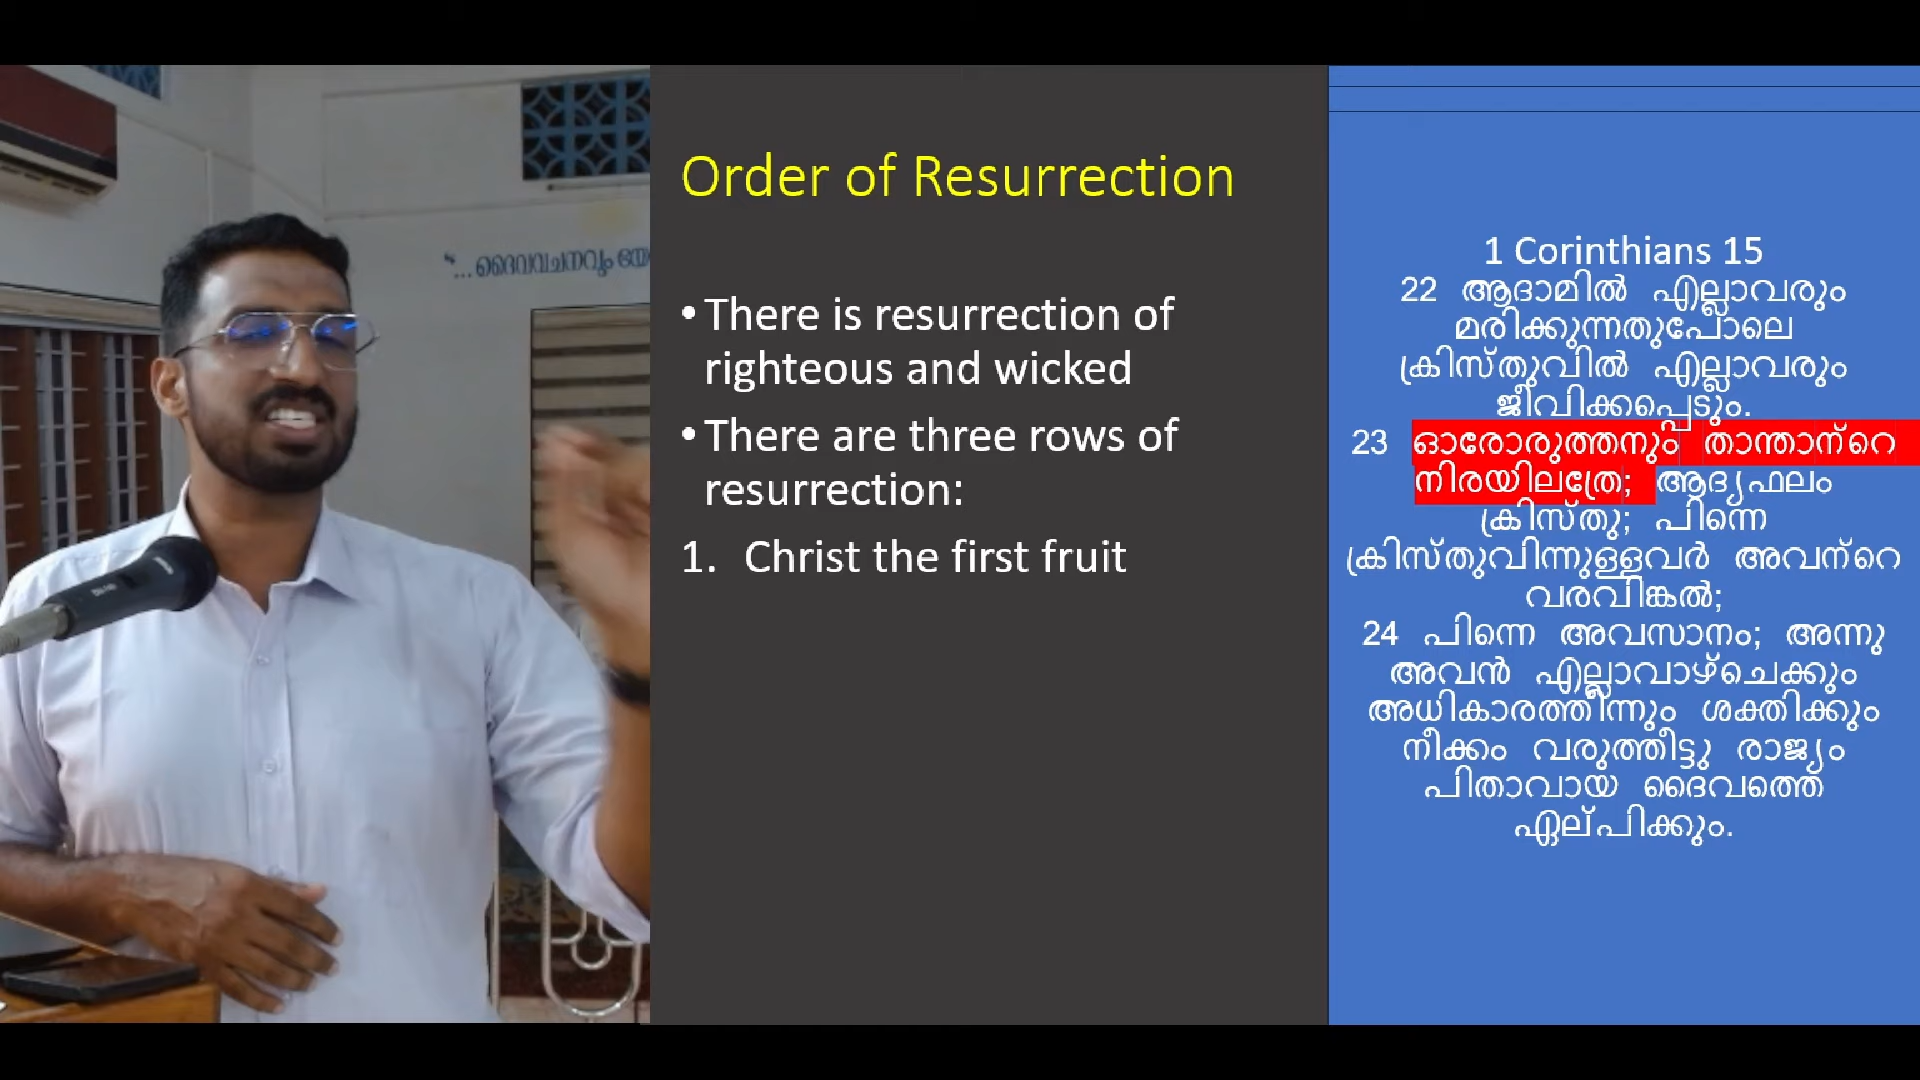 "...ദൈവവചനവും യേ
Order of Resurrection
•There is resurrection of
righteous and wicked
•There are three rows of
resurrection:
1. Christ the first fruit
1 Corinthians 15
22 ആദാമിൽ എല്ലാവരും
മരിക്കുന്നതുപോലെ
ക്രിസ്തുവിൽ എല്ലാവരും
ജീവിക്കപ്പെടും.
23 ഓരോരുത്തനും താന്താന്റെ
നിരയിലത്രേ; ആദ്യഫലം
ക്രിസ്തു; പിന്നെ
ക്രിസ്തുവിന്നുള്ളവർ അവന്റെ
വരവിങ്കൽ;
24 പിന്നെ അവസാനം; അന്നു
അവൻ എല്ലാവാഴ്ചെക്കും
അധികാരത്തിന്നും ശക്തിക്കും
നീക്കം വരുത്തീട്ടു രാജ്യം
പിതാവായ ദൈവത്തെ
ഏല്പിക്കും.